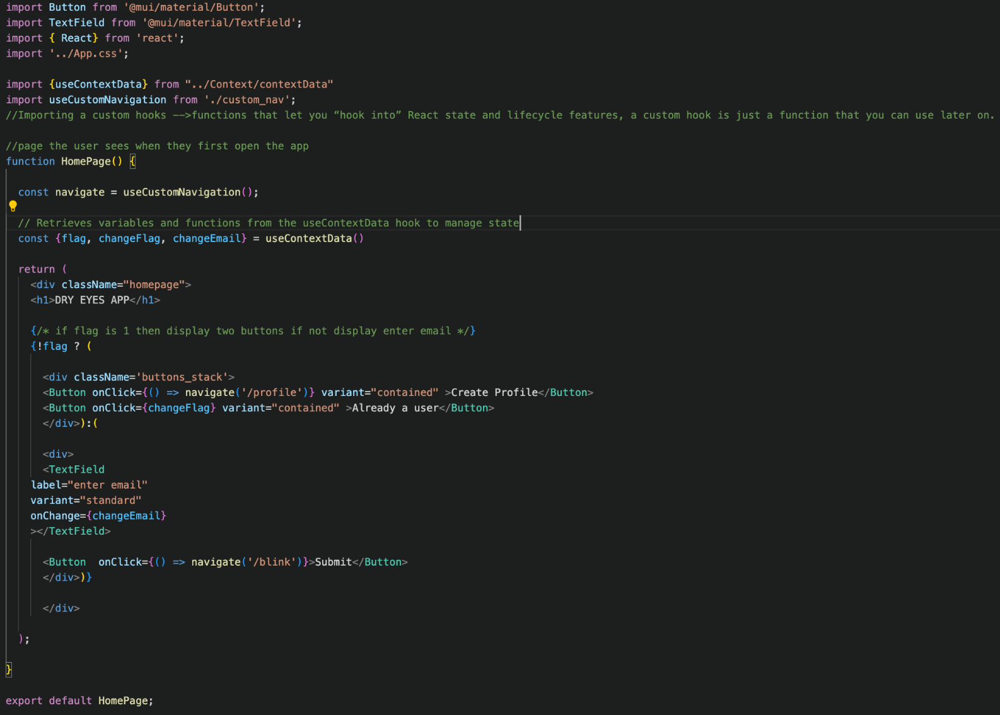 import Button from '@mui/material/Button';
import TextField from '@mui/material/TextField';
import { React} from 'react';
import '../App.css';
import {useContextData} from "../Context/contextData"
import useCustomNavigation from './custom_nav';
//Importing a custom hooks -->functions that let you “hook into” React state and lifecycle features, a custom hook is just a function that you can use later on.
//page the user sees when they first open the app
function HomePage() {
const navigate = useCustomNavigation();
// Retrieves variables and functions from the useContextData hook to manage state
const {flag, changeFlag, changeEmail} = useContextData()
return (
<div className="homepage">
<h1>DRY EYES APP</h1>
{/* if flag is 1 then display two buttons if not display enter email */}
{!flag ? (
<div className='buttons_stack'>
<Button onClick={() => navigate('/profile')} variant="contained" >Create Profile</Button>
<Button onClick={changeFlag} variant="contained" >Already a user</Button>
</div>):(
<div>
<TextField
label="enter email"
variant="standard"
onChange={changeEmail}
></TextField>
<Button  onClick={() => navigate('/blink')}>Submit</Button>
</div>)}
</div>
);
}
export default HomePage;